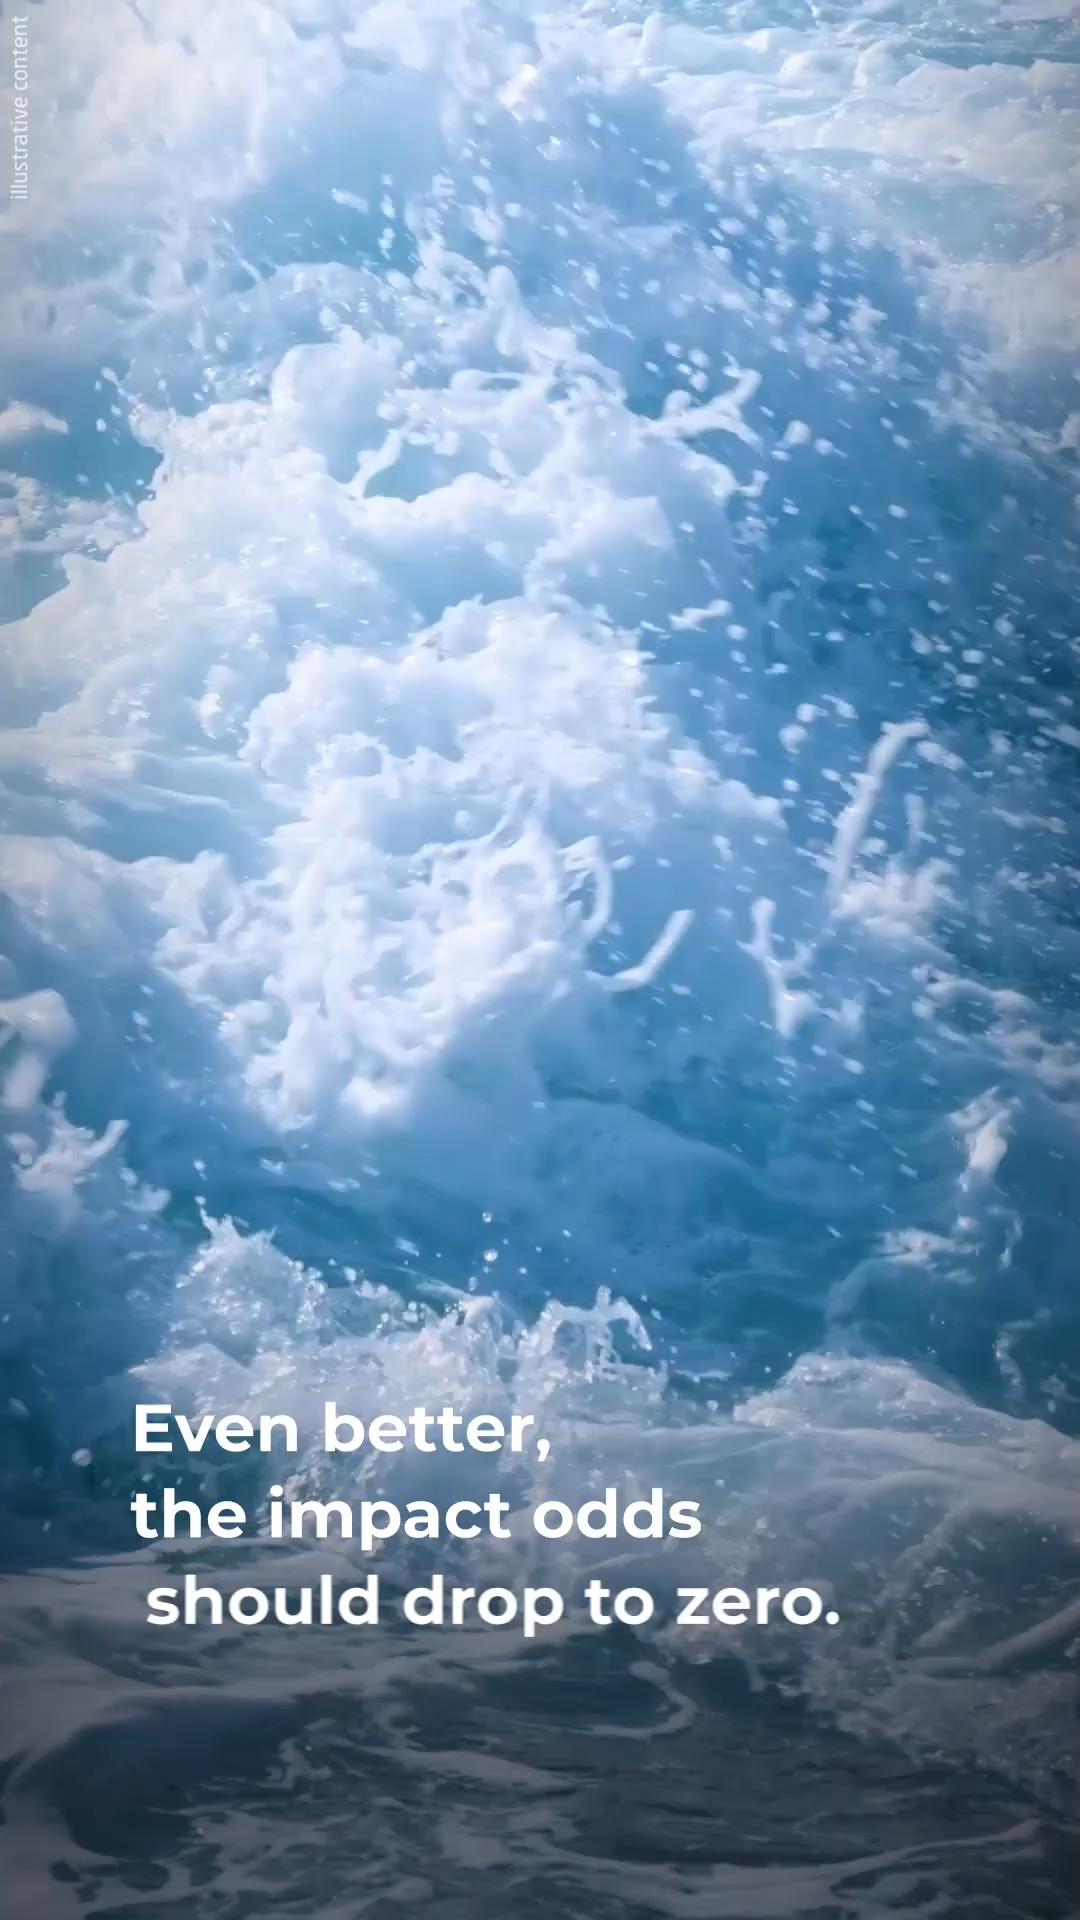 illustrative content
Even better,
the impact odds
should drop to zero.